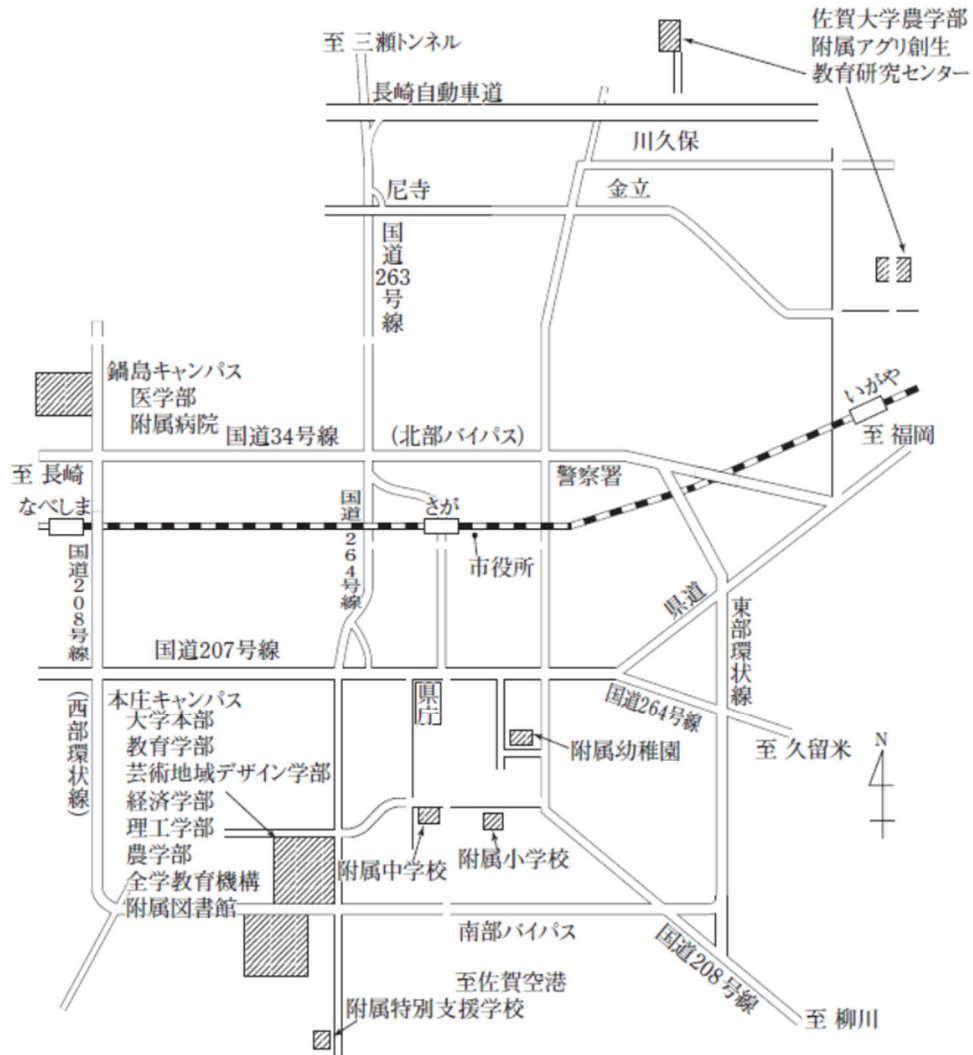 至 三瀬トンネル
佐賀大学農学部
附属アグリ創生
教育研究センター
長崎自動車道
川久保
尼寺
金立
国道263号線
鍋島キャンパス
医学部
附属病院
いがや
国道34号線
(北部バイパス)
至 福岡
至 長崎
警察署
なべしま
国道264号線
さが
市役所
国道208号線
県道
東部環状線
国道207号線
(西部環状線)
本庄キャンパス
大学本部
教育学部
芸術地域デザイン学部
経済学部
理工学部
農学部
全学教育機構
附属図書館
県庁
国道264号線
附属幼稚園
至 久留米
N
附属中学校
附属小学校
南部バイパス
国道208号線
至佐賀空港
附属特別支援学校
至 柳川